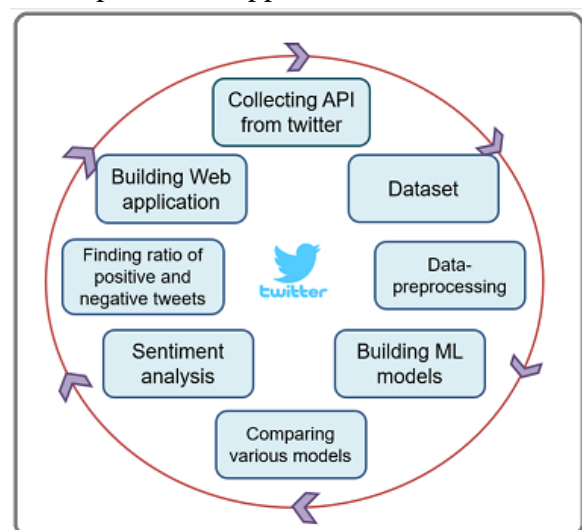 Collecting API
from twitter
Dataset
Data-
preprocessing
Building ML
models
Comparing
various models
Sentiment
analysis
Finding ratio of
positive and
negative tweets
Building Web
application
twitter